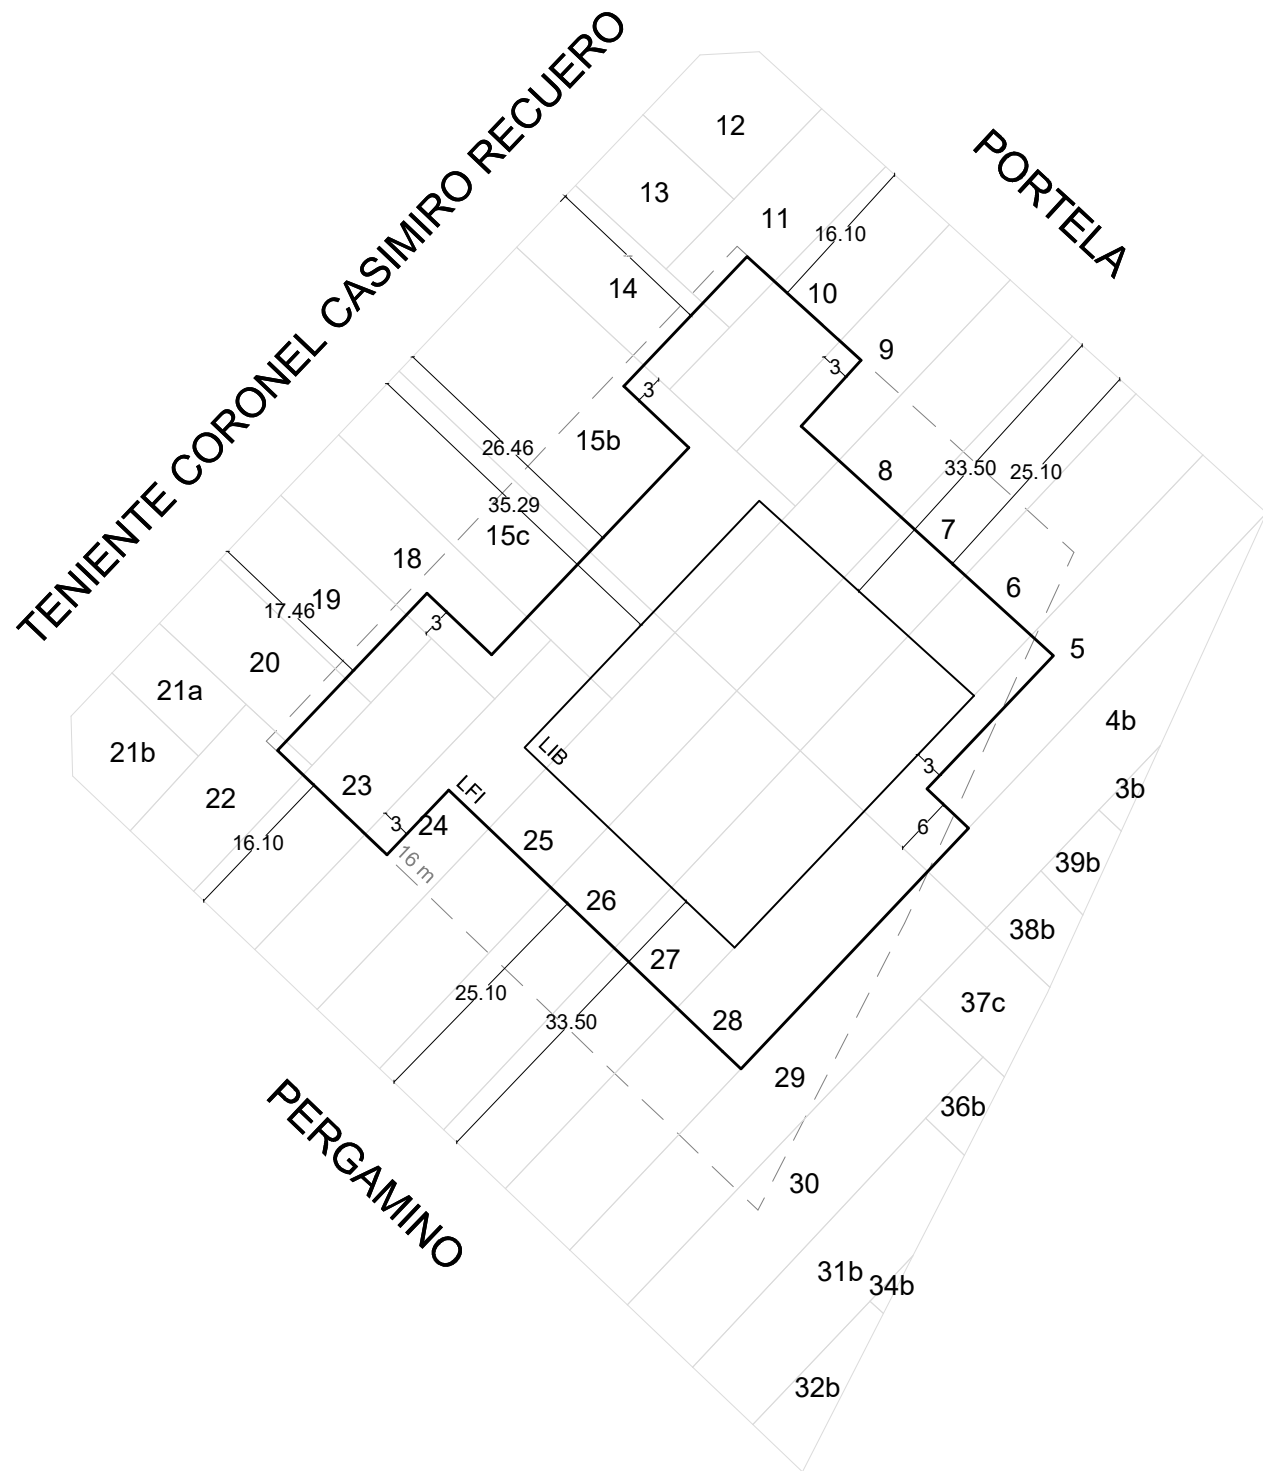 TENIENTE CORONEL CASIMIRO RECUERO
PORTELA
12
13
11
16.10
14
10
9
3
3
15b
26.46
8
33.50
25.10
35.29
15c
7
18
6
19
17.46
3
5
20
21a
4b
21b
LIB
3
3b
23
LFI
22
3
24
6
25
16.10
16 m
39b
26
38b
27
25.10
37c
33.50
28
29
36b
PERGAMINO
30
31b
34b
32b